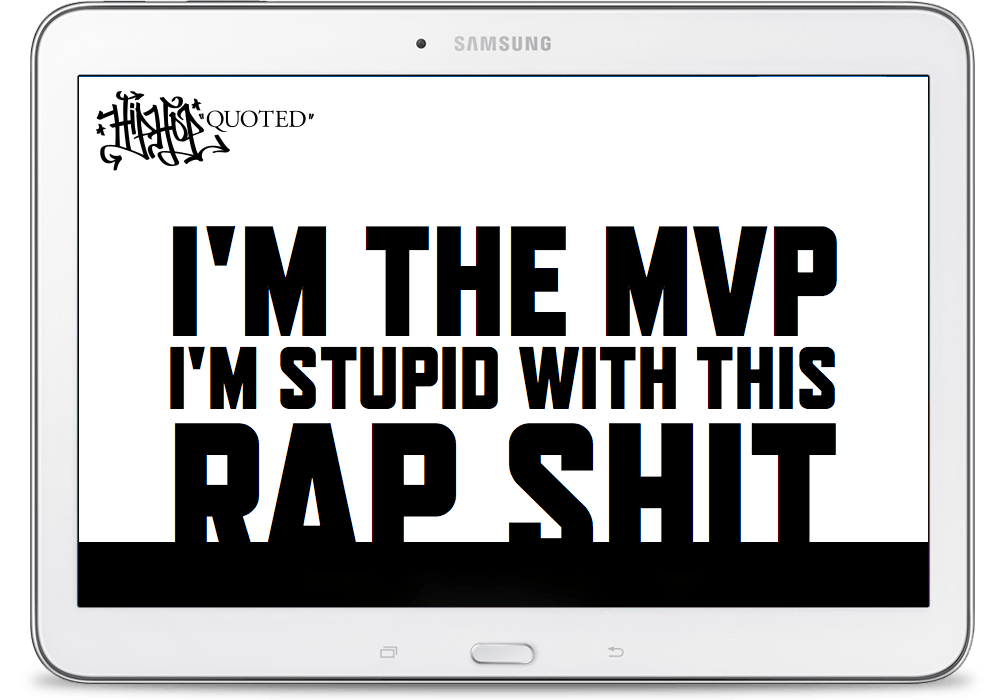 SAMSUNG
HIPHOP "QUOTED"
I'M THE MVP
I'M STUPID WITH THIS
RAP SHIT